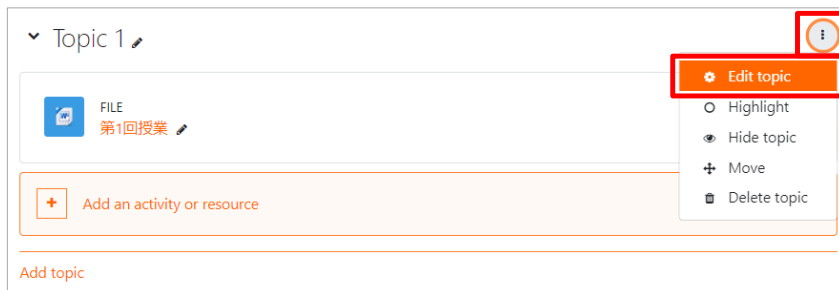 Topic 1
Edit topic
FILE
第1回授業
Highlight
Hide topic
Move
Add an activity or resource
Delete topic
Add topic